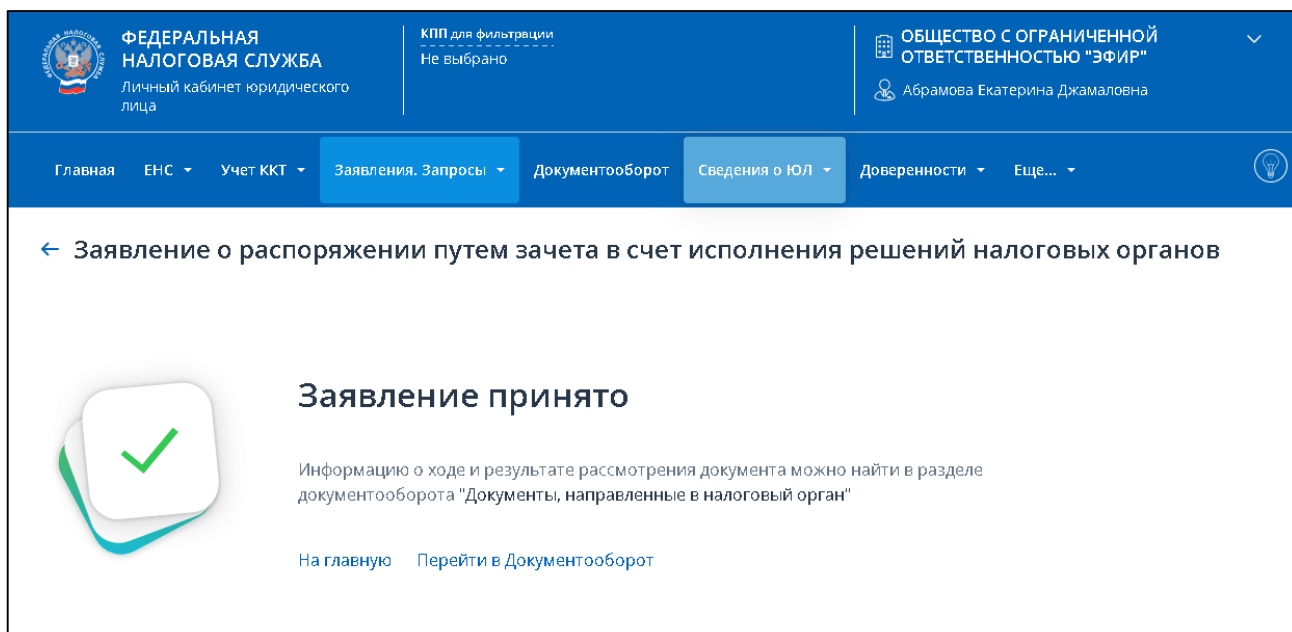 ФЕДЕРАЛЬНАЯ
НАЛОГОВАЯ СЛУЖБА
Личный кабинет юридического
лица
КПП для фильтрации
Не выбрано
ОБЩЕСТВО С ОГРАНИЧЕННОЙ
ОТВЕТСТВЕННОСТЬЮ "ЭФИР"
Абрамова Екатерина Джамаловна
Главная ЕНС Учет ККТ Заявления. Запросы Документооборот Сведения о ЮЛ Доверенности Еще...
← Заявление о распоряжении путем зачета в счет исполнения решений налоговых органов
Заявление принято
Информацию о ходе и результате рассмотрения документа можно найти в разделе
документооборота "Документы, направленные в налоговый орган"
На главную Перейти в Документооборот